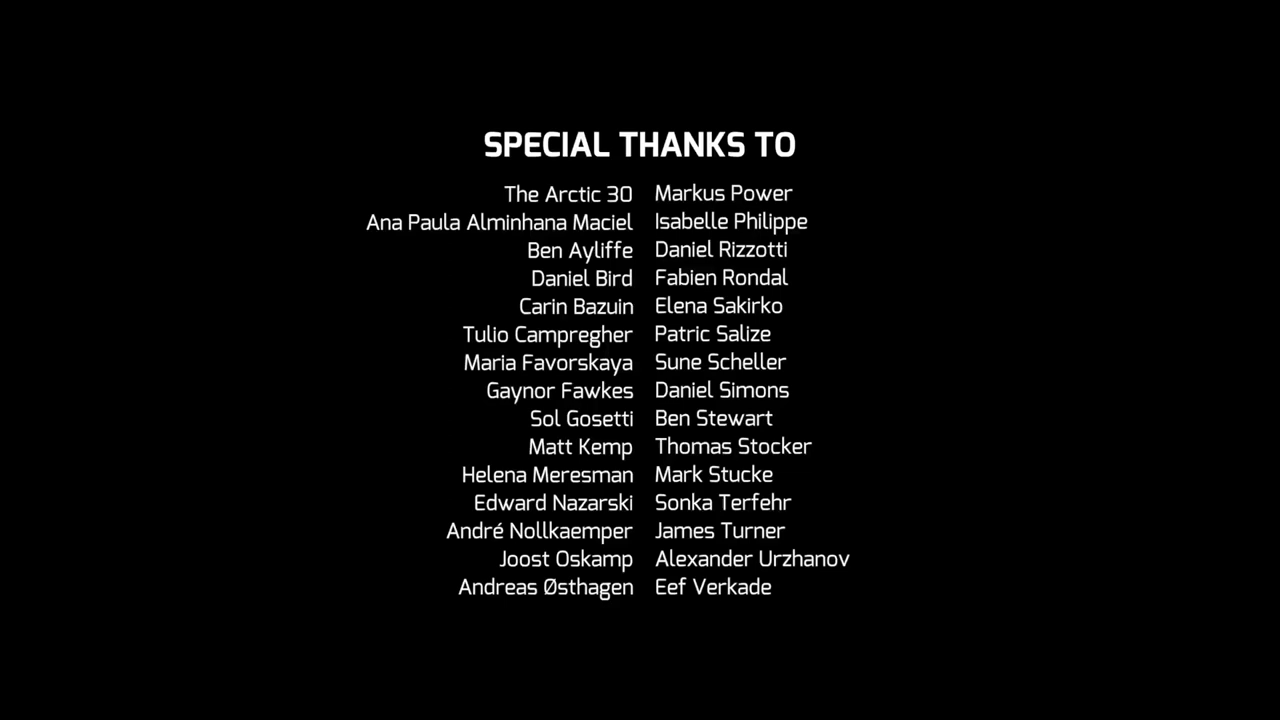 SPECIAL THANKS TO
The Arctic 30 Markus Power
Ana Paula Alminhana Maciel Isabelle Philippe
Ben Ayliffe Daniel Rizzotti
Daniel Bird Fabien Rondal
Carin Bazuin Elena Sakirko
Tulio Campregher Patric Salize
Maria Favorskaya Sune Scheller
Gaynor Fawkes Daniel Simons
Sol Gosetti Ben Stewart
Matt Kemp Thomas Stocker
Helena Meresman Mark Stucke
Edward Nazarski Sonka Terfehr
André Nollkaemper James Turner
Joost Oskamp Alexander Urzhanov
Andreas Østhagen Eef Verkade